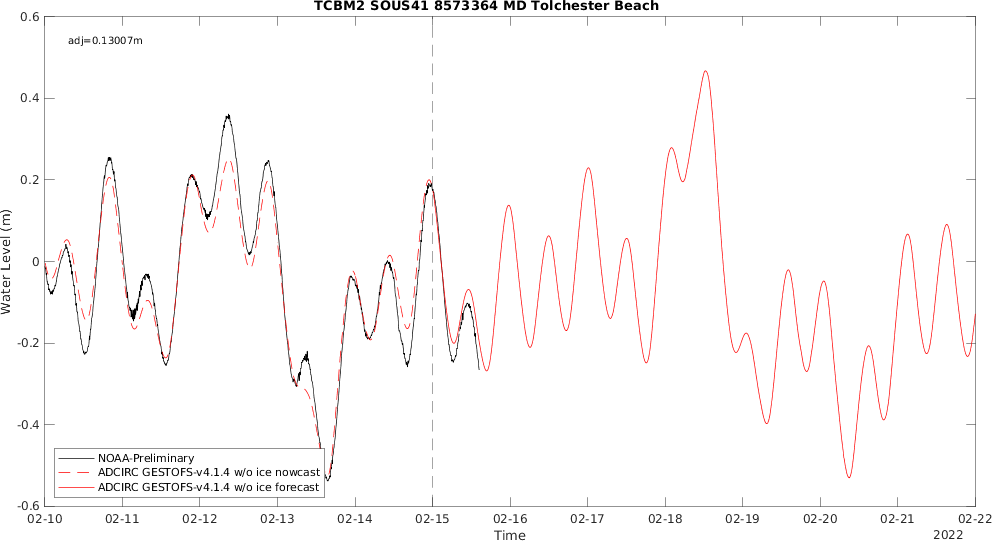 TCBM2 SOUS41 8573364 MD Tolchester Beach
adj=0.13007m
0.6
0.4
0.2
0
-0.2
-0.4
-0.6
Water Level (m)
NOAA-Preliminary
ADCIRC GESTOFS-v4.1.4 w/o ice nowcast
ADCIRC GESTOFS-v4.1.4 w/o ice forecast
02-10 02-11 02-12 02-13 02-14 02-15 02-16 02-17 02-18 02-19 02-20 02-21 02-22
Time
2022